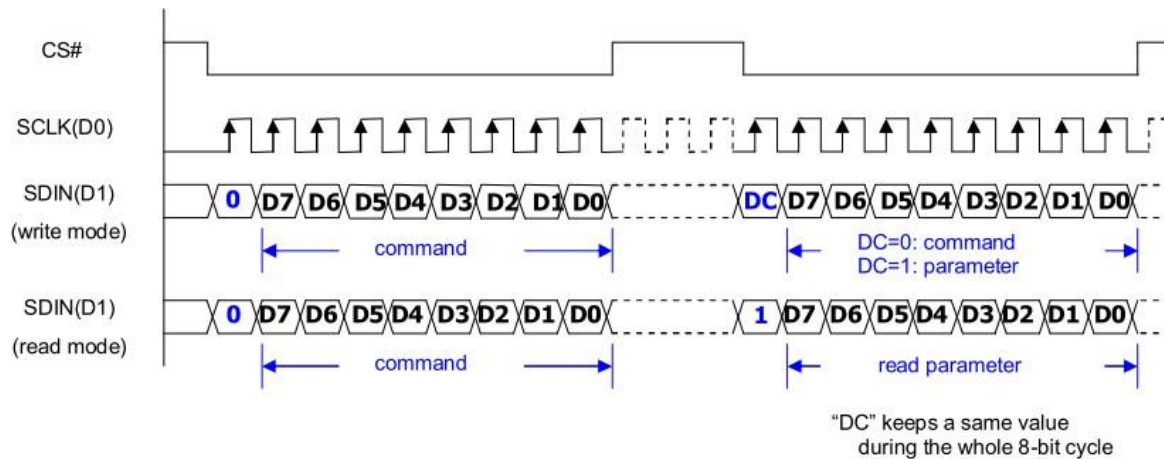 CS#
SCLK(D0)
SDIN(D1)
(write mode)
0 D7 D6 D5 D4 D3 D2 D1 D0
DC D7 D6 D5 D4 D3 D2 D1 D0
command
DC=0: command
DC=1: parameter
SDIN(D1)
(read mode)
0 D7 D6 D5 D4 D3 D2 D1 D0
1 D7 D6 D5 D4 D3 D2 D1 D0
command
read parameter
“DC” keeps a same value
during the whole 8-bit cycle